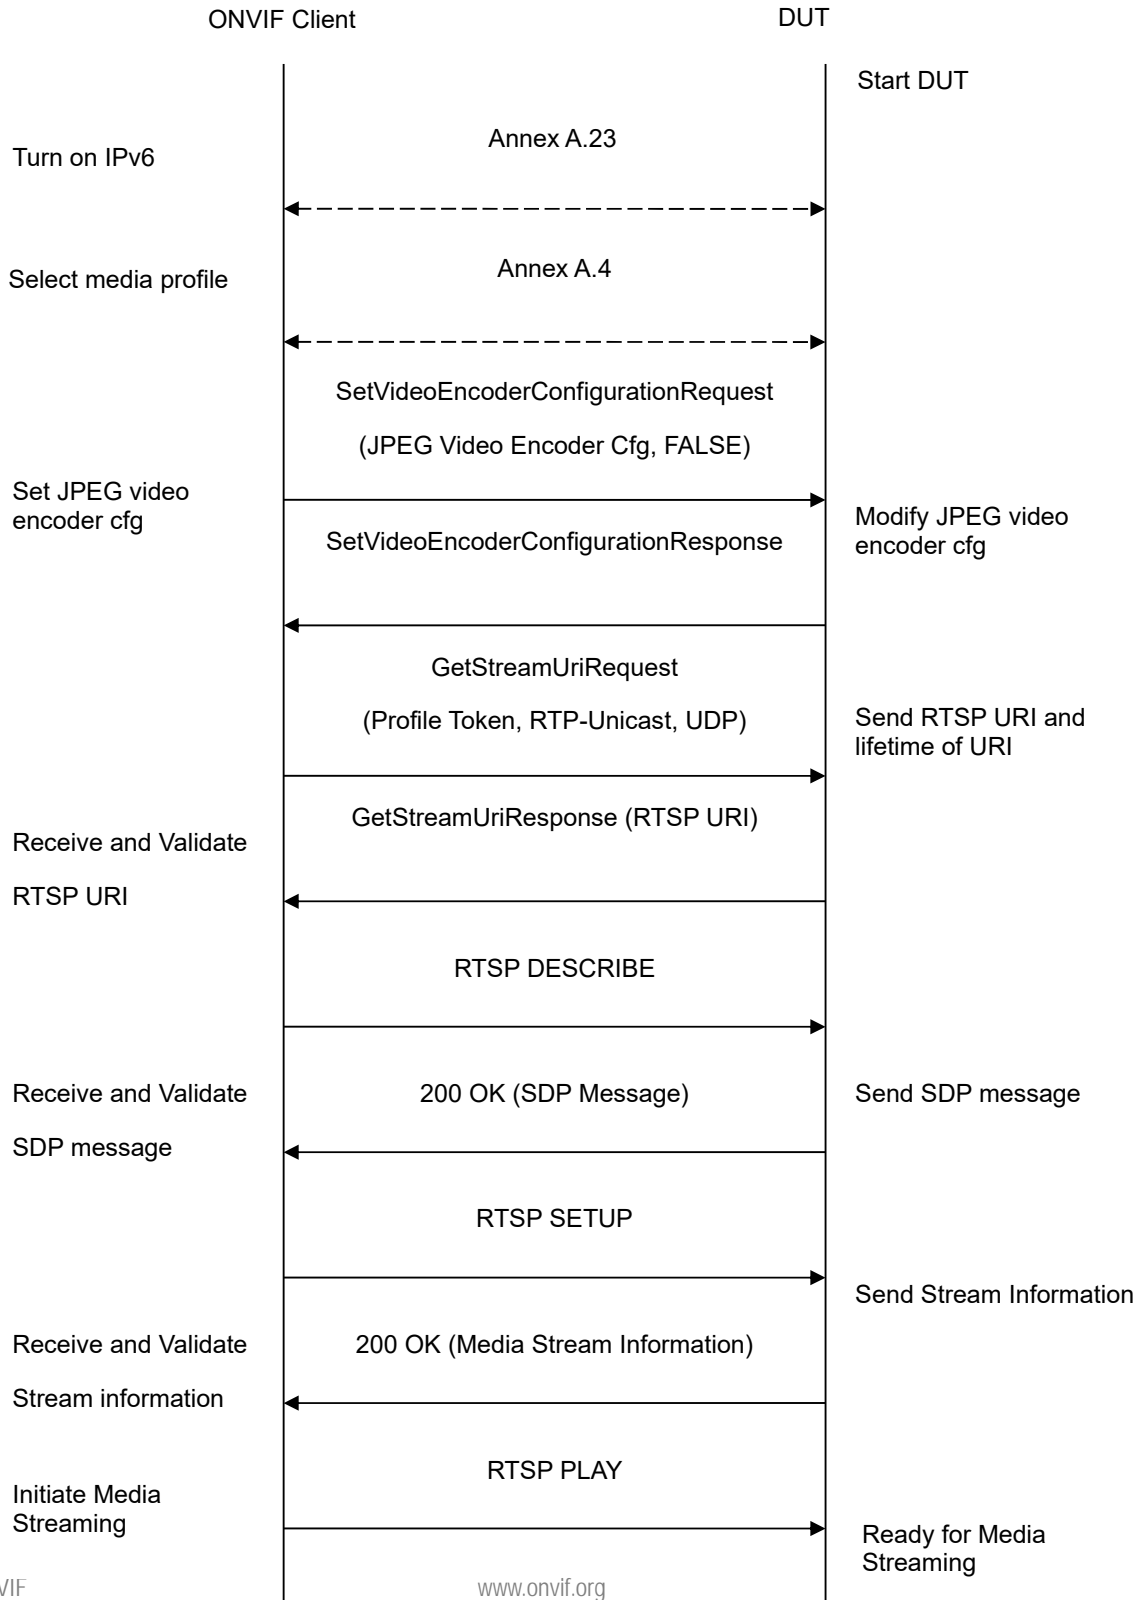 ONVIF Client
DUT
Start DUT
Annex A.23
Turn on IPv6
Annex A.4
Select media profile
SetVideoEncoderConfigurationRequest
(JPEG Video Encoder Cfg, FALSE)
Set JPEG video
encoder cfg
Modify JPEG video
encoder cfg
SetVideoEncoderConfigurationResponse
GetStreamUriRequest
(Profile Token, RTP-Unicast, UDP)
Send RTSP URI and
lifetime of URI
GetStreamUriResponse (RTSP URI)
Receive and Validate
RTSP URI
RTSP DESCRIBE
Receive and Validate
SDP message
200 OK (SDP Message)
Send SDP message
RTSP SETUP
Send Stream Information
Receive and Validate
Stream information
200 OK (Media Stream Information)
RTSP PLAY
Initiate Media
Streaming
Ready for Media
Streaming
www.onvif.org